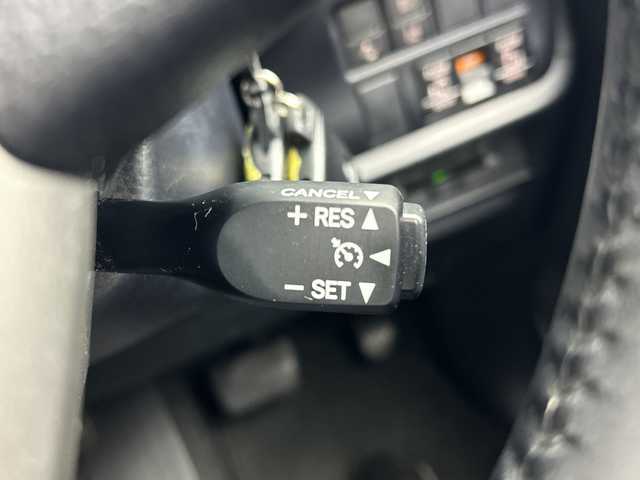 CANCEL▼
+ RES ▲
◀
− SET ▼